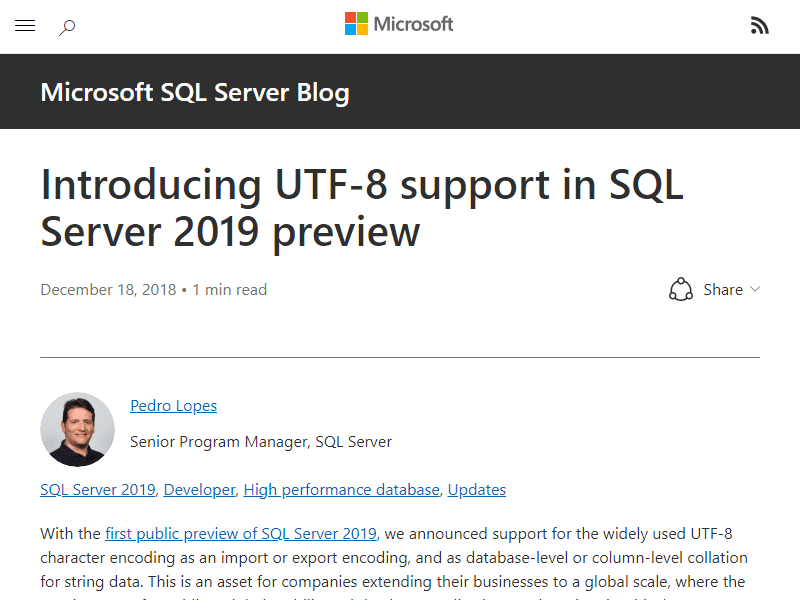 Microsoft
Microsoft SQL Server Blog
Introducing UTF-8 support in SQL
Server 2019 preview
December 18, 2018 • 1 min read
Share
Pedro Lopes
Senior Program Manager, SQL Server
SQL Server 2019, Developer, High performance database, Updates
With the first public preview of SQL Server 2019, we announced support for the widely used UTF-8
character encoding as an import or export encoding, and as database-level or column-level collation
for string data. This is an asset for companies extending their businesses to a global scale, where the